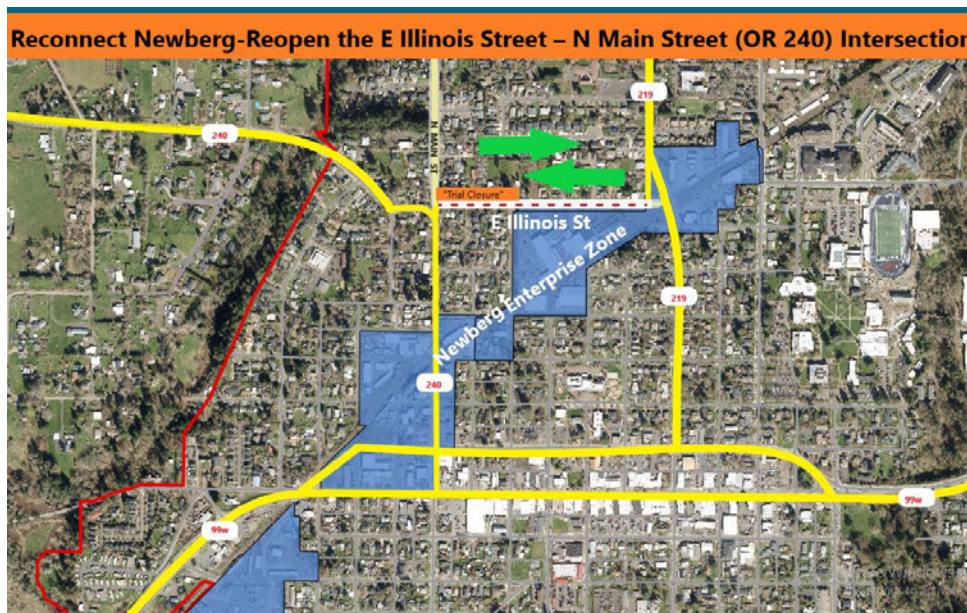 Reconnect Newberg-Reopen the E Illinois Street – N Main Street (OR 240) Intersection
219
240
N MAIN ST
"Trial Closure"
E Illinois St
Newberg Enterprise Zone
219
240
99w
99w